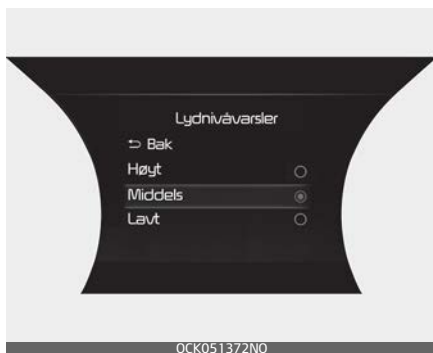 Lydnivåvarsler
Bak
Høyt
Middels
Lavt
OCK051372NO